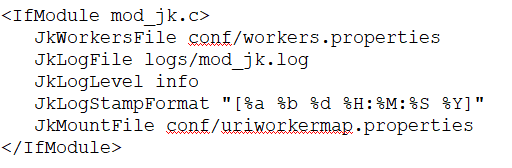 <IfModule mod_jk.c>
JkWorkersFile conf/workers.properties
JkLogFile logs/mod_jk.log
JkLogLevel info
JkLogStampFormat "[%a %b %d %H:%M:%S %Y]"
JkMountFile conf/uriworkermap.properties
</IfModule>